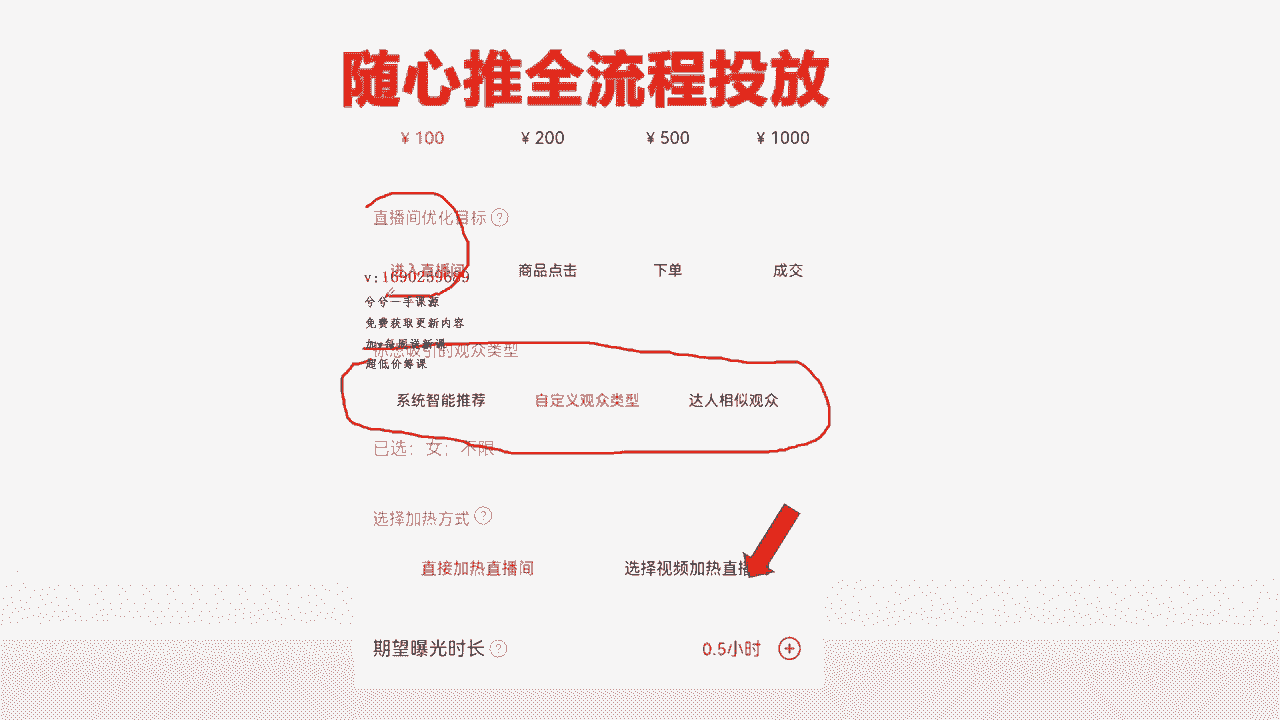 随心推全流程投放
¥ 100 ¥ 200 ¥ 500 ¥ 1000
直播间优化目标 ?
进入直播间 商品点击 下单 成交
v:1690259689
兮兮一手课源
免费获取更新内容
加v每周送新课
你想吸引的观众类型
超低价筹课
系统智能推荐 自定义观众类型 达人相似观众
已选：女；不限
选择加热方式 ?
直接加热直播间 选择视频加热直播
期望曝光时长 ? 0.5小时 +